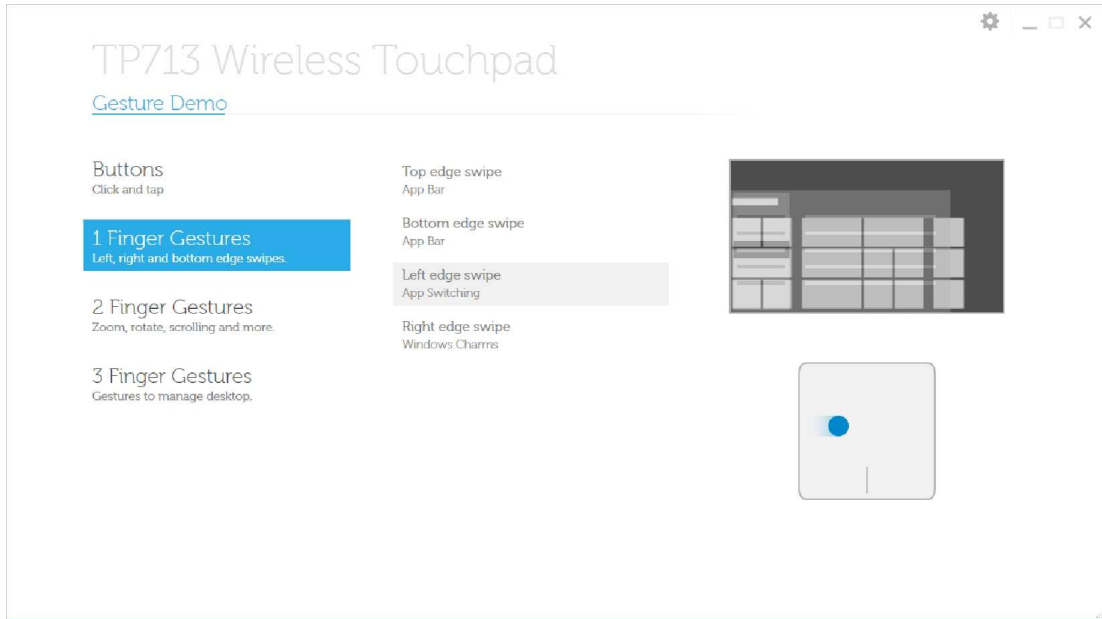 TP713 Wireless Touchpad
Gesture Demo
Buttons
Click and tap
1 Finger Gestures
Left, right and bottom edge swipes.
2 Finger Gestures
Zoom, rotate, scrolling and more.
3 Finger Gestures
Gestures to manage desktop.
Top edge swipe
App Bar
Bottom edge swipe
App Bar
Left edge swipe
App Switching
Right edge swipe
Windows Charms